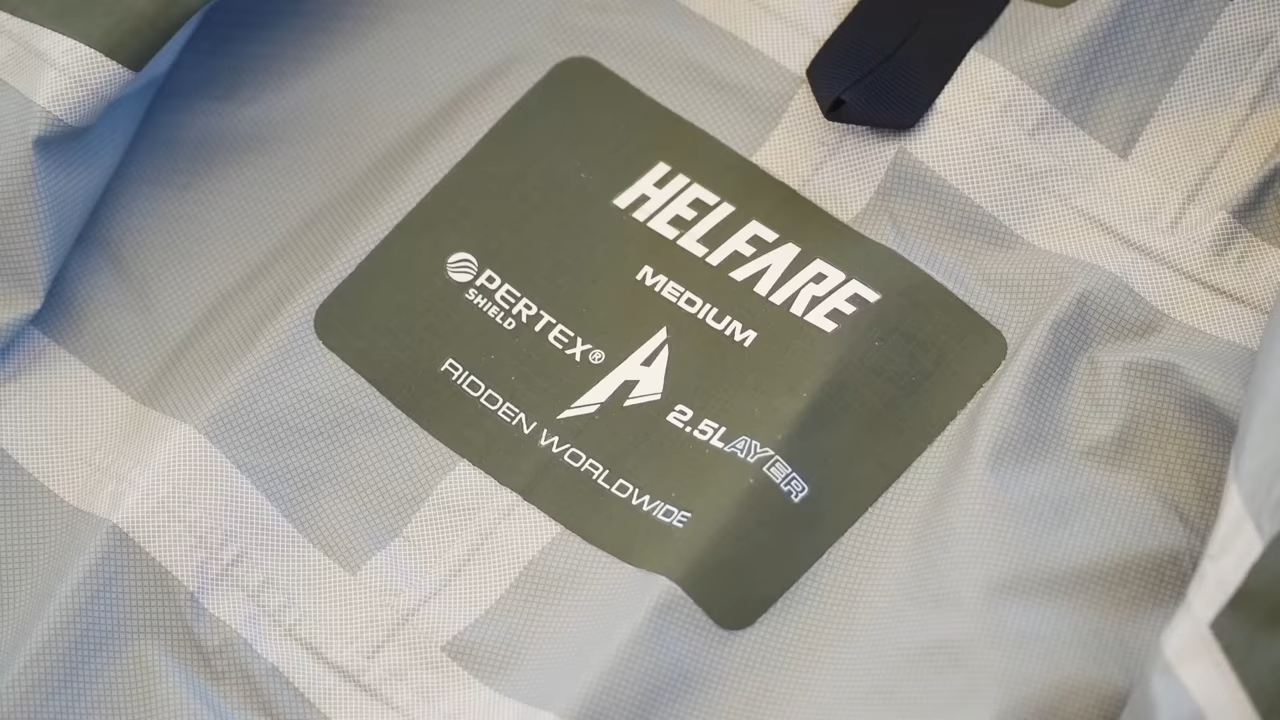 HELFARE
MEDIUM
PERTEX®
SHIELD
2.5LAYER
RIDDEN WORLDWIDE